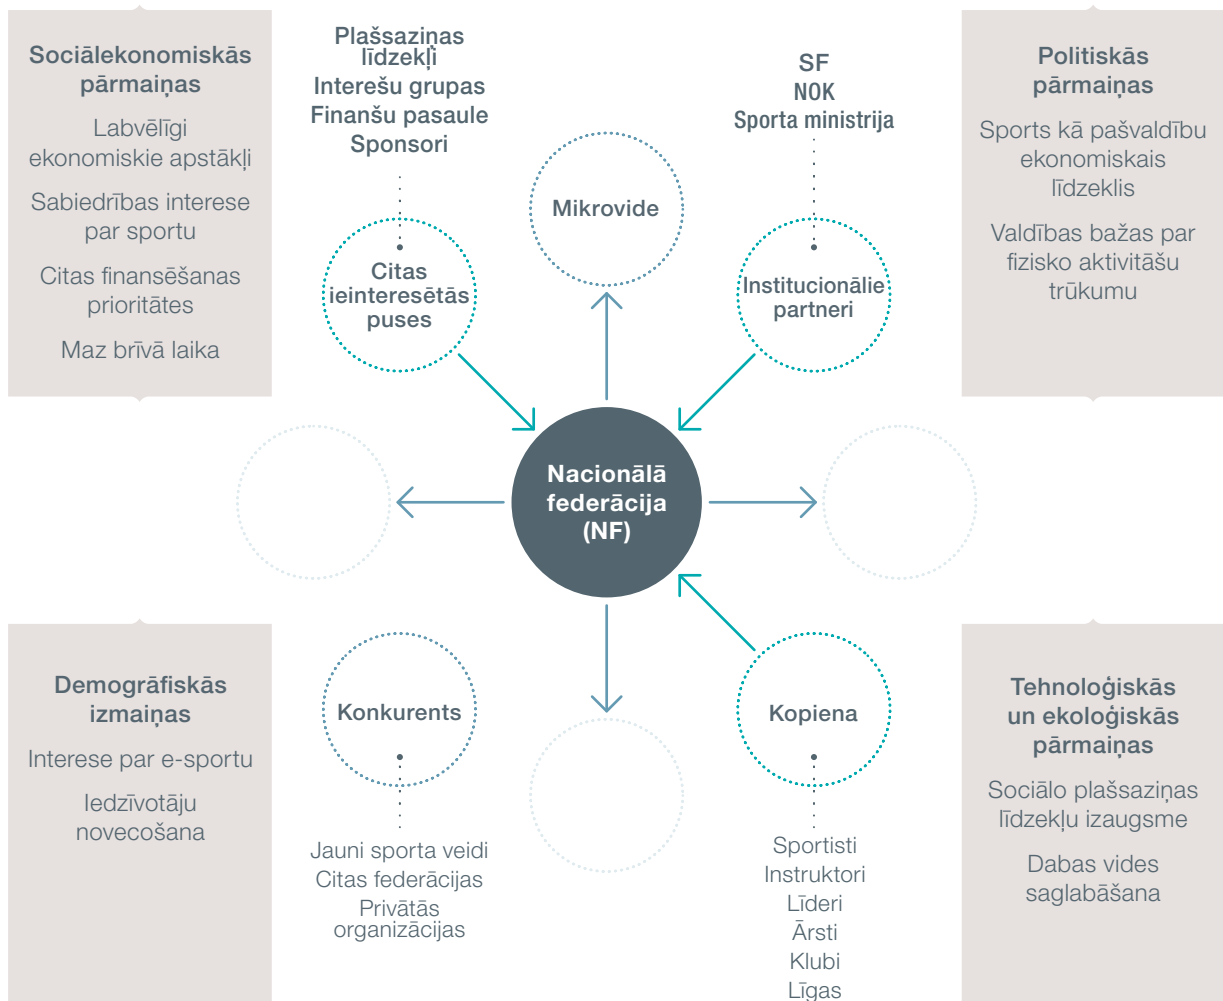 Sociālekonomiskās
pārmaiņas
Labvēlīgi
ekonomiskie apstākļi
Sabiedrības interese
par sportu
Citas finansēšanas
prioritātes
Maz brīvā laika
Plašsaziņas
līdzekļi
Interešu grupas
Finanšu pasaule
Sponsori
Citas
ieinteresētās
puses
Mikrovide
SF
NOK
Sporta ministrija
Institucionālie
partneri
Politiskās
pārmaiņas
Sports kā pašvaldību
ekonomiskais
līdzeklis
Valdības bažas par
fizisko aktivitāšu
trūkumu
Nacionālā
federācija
(NF)
Demogrāfiskās
izmaiņas
Interese par e-sportu
Iedzīvotāju
novecošana
Konkurents
Jauni sporta veidi
Citas federācijas
Privātās
organizācijas
Kopiena
Sportisti
Instruktori
Līderi
Ārsti
Klubi
Līgas
Tehnoloģiskās
un ekoloģiskās
pārmaiņas
Sociālo plašsaziņas
līdzekļu izaugsme
Dabas vides
saglabāšana